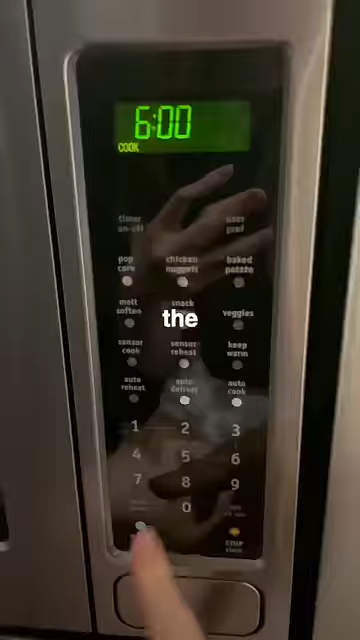 6:00
COOK
timer
on-off
user
pref
pop
corn
chicken
nuggets
baked
potato
melt
soften
snack
veggies
the
sensor
cook
sensor
reheat
keep
warm
auto
reheat
auto
defrost
auto
cook
1 2 3
4 5 6
7 8 9
0
STOP